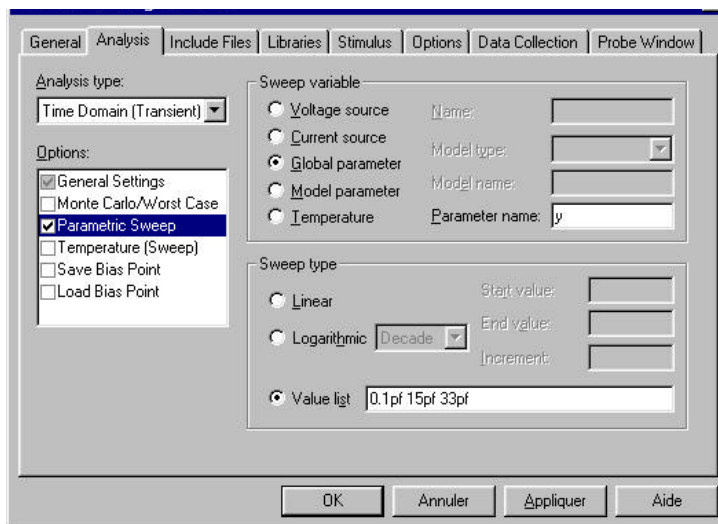 General Analysis Include Files Libraries Stimulus Options Data Collection Probe Window
Analysis type:
Time Domain (Transient)
Options:
General Settings
Monte Carlo/Worst Case
Parametric Sweep
Temperature (Sweep)
Save Bias Point
Load Bias Point
Sweep variable
Voltage source
Current source
Global parameter
Model parameter
Temperature
Name:
Model type:
Model name:
Parameter name: y
Sweep type
Linear
Logarithmic Decade
Value list 0.1pf 15pf 33pf
Start value:
End value:
Increment:
OK Annuler Appliquer Aide